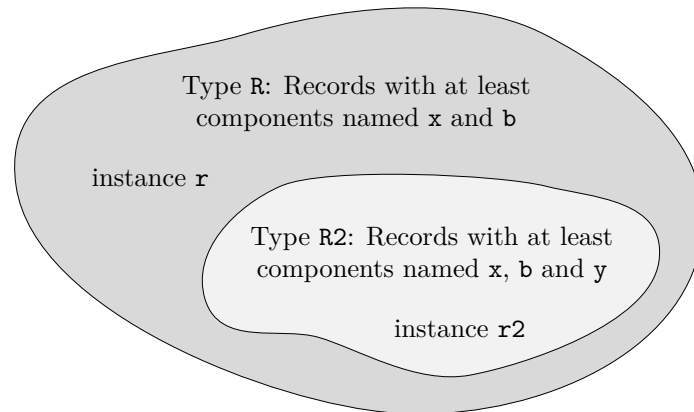 Type R: Records with at least
components named x and b
instance r
Type R2: Records with at least
components named x, b and y
instance r2